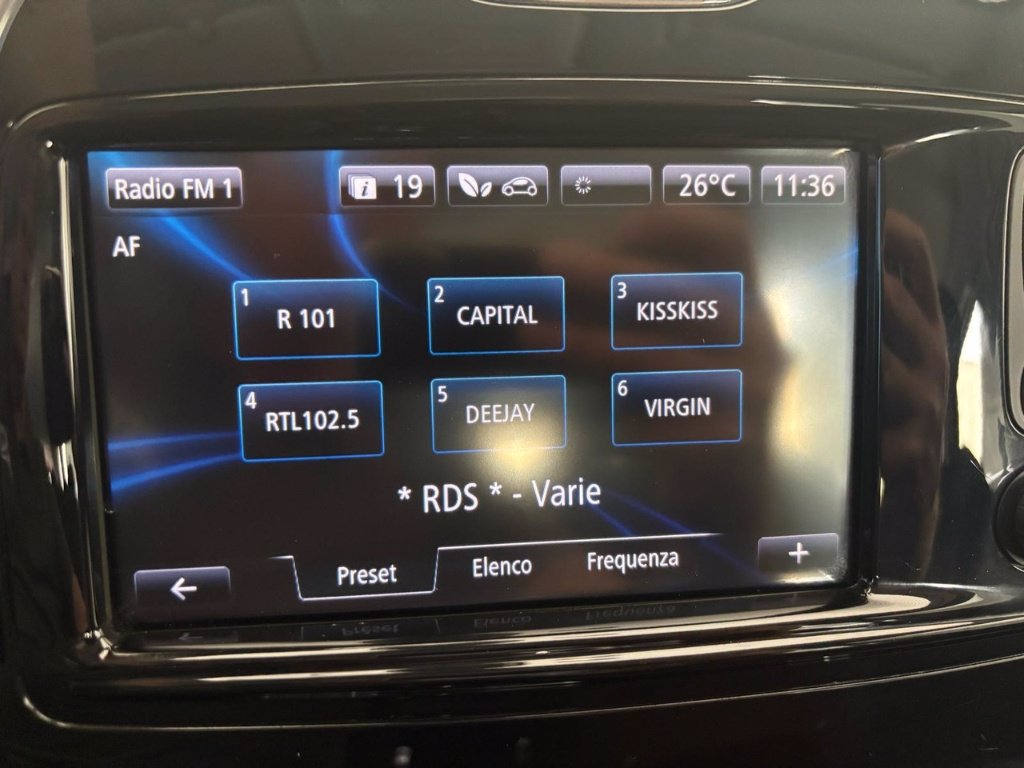 Radio FM 1 i 19 26°C 11:36
AF
1 R 101
2 CAPITAL
3 KISSKISS
4 RTL102.5
5 DEEJAY
6 VIRGIN
* RDS * - Varie
Preset Elenco Frequenza +